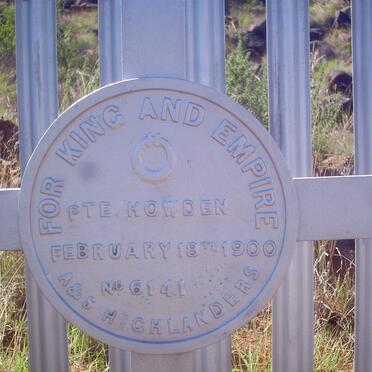 FOR KING AND EMPIRE
PTE. HOWDEN
FEBRUARY 18TH 1900
NO 6141
A&S HIGHLANDERS